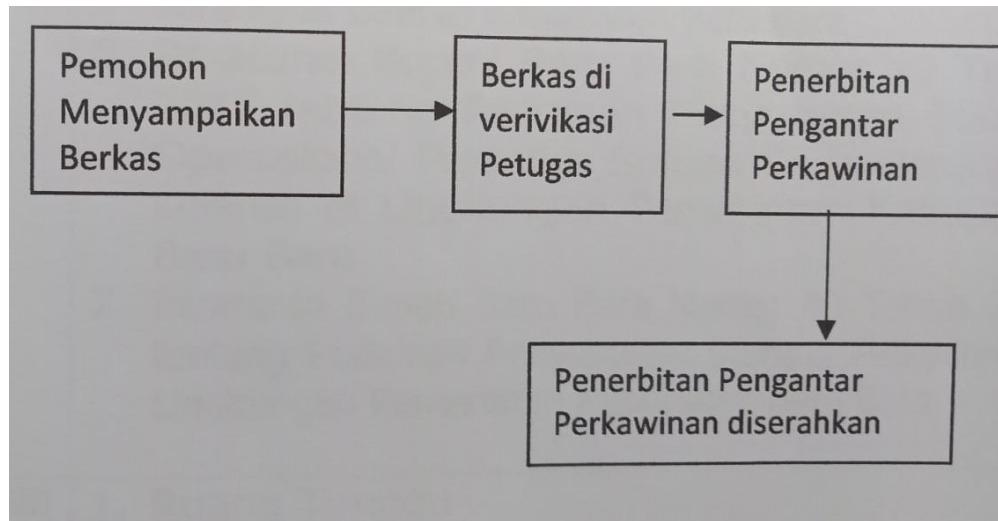 Pemohon
Menyampaikan
Berkas
Berkas di
verivikasi
Petugas
Penerbitan
Pengantar
Perkawinan
Penerbitan Pengantar
Perkawinan diserahkan